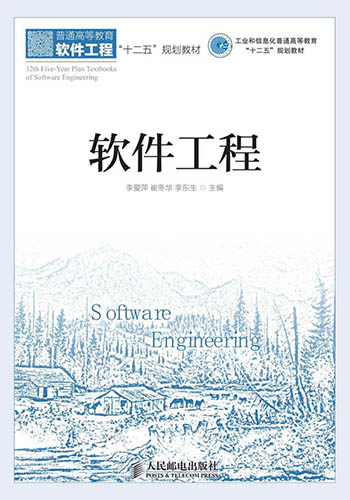 普通高等教育
软件工程
“十二五”规划教材
12th Five-Year Plan Textbooks
of Software Engineering
工业和信息化普通高等教育
“十二五”规划教材
软件工程
李爱萍 崔冬华 李东生 ◎ 主编
Software
Engineering
人民邮电出版社
POSTS & TELECOM PRESS